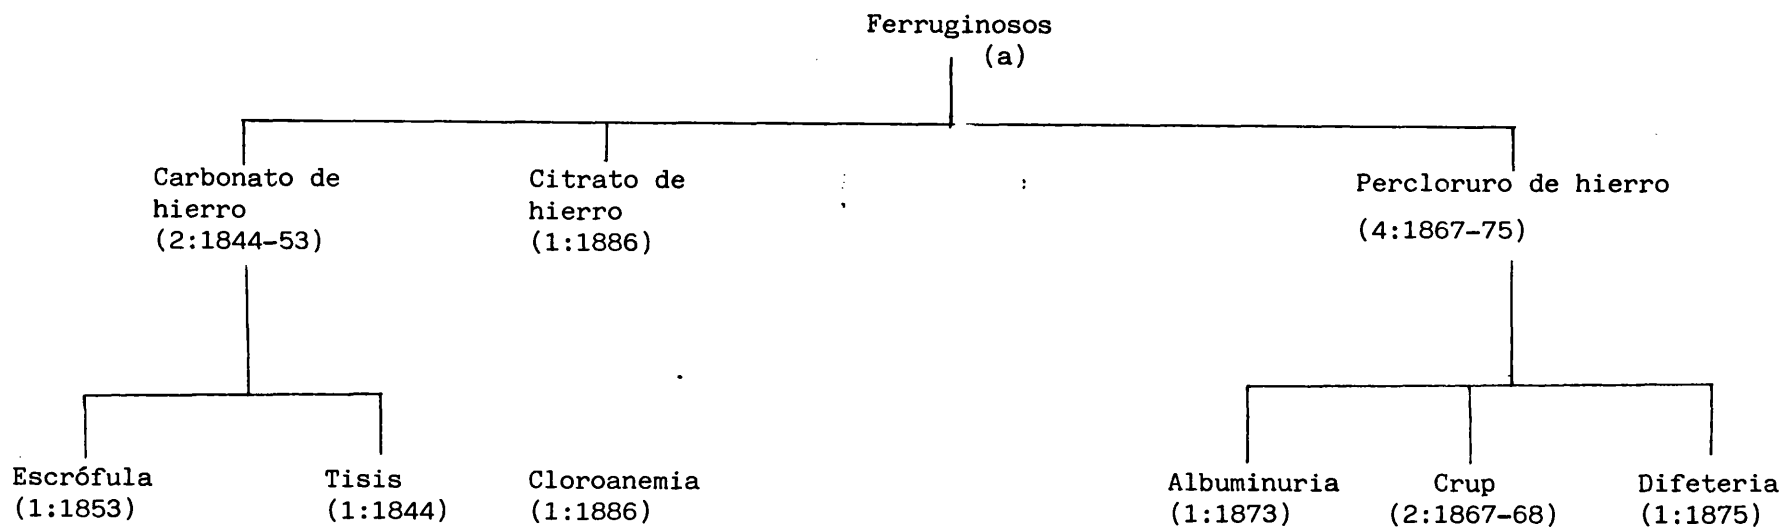 Ferruginosos
(a)
Carbonato de
hierro
(2:1844-53)
Citrato de
hierro
(1:1886)
Percloruro de hierro
(4:1867-75)
Escrófula
(1:1853)
Tisis
(1:1844)
Cloroanemia
(1:1886)
Albuminuria
(1:1873)
Crup
(2:1867-68)
Difeteria
(1:1875)